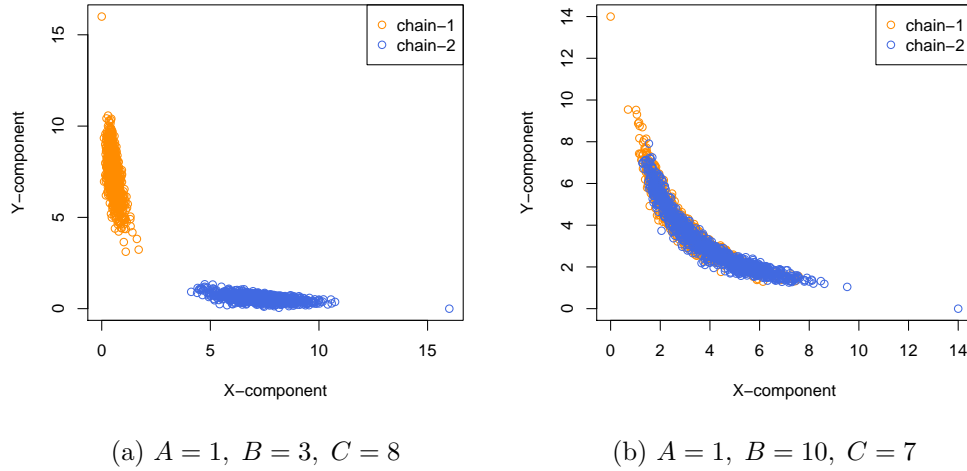 chain−1
chain−2
15
10
5
0
Y−component
0
5
10
15
X−component
(a) A = 1, B = 3, C = 8
chain−1
chain−2
14
12
10
8
6
4
2
0
Y−component
0
2
4
6
8
10
12
14
X−component
(b) A = 1, B = 10, C = 7